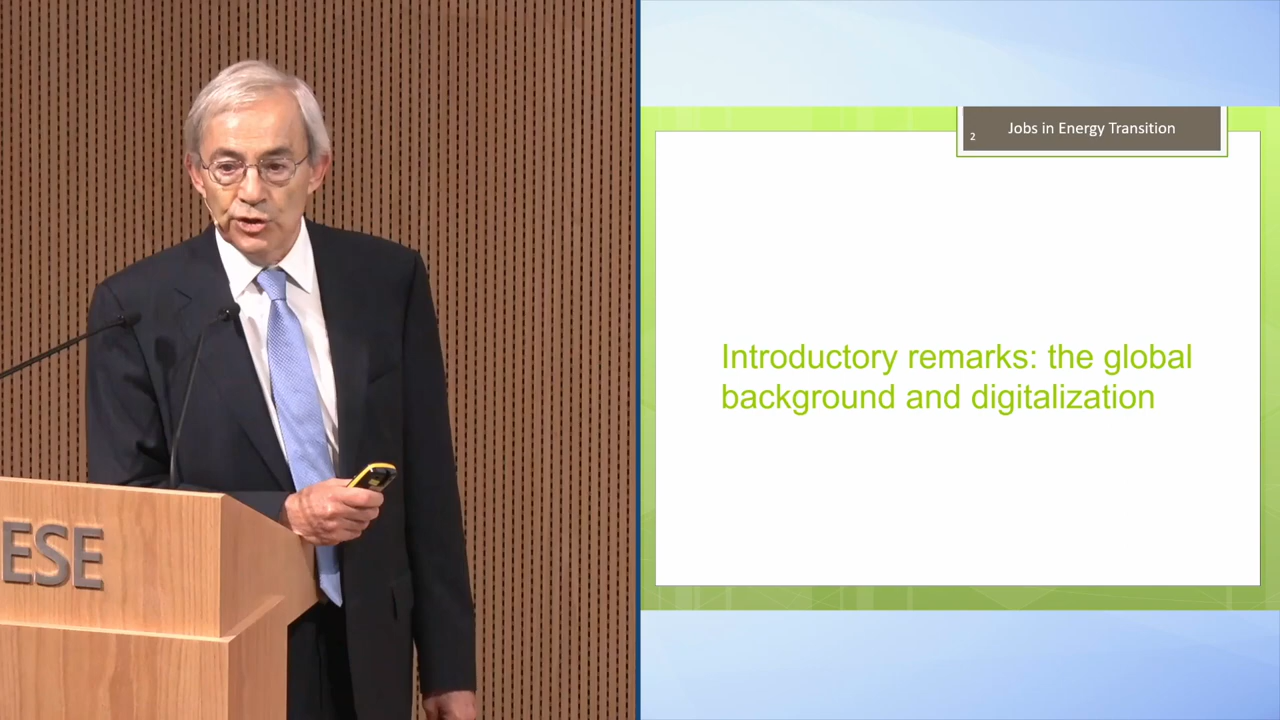 ESE
2
Jobs in Energy Transition
Introductory remarks: the global
background and digitalization